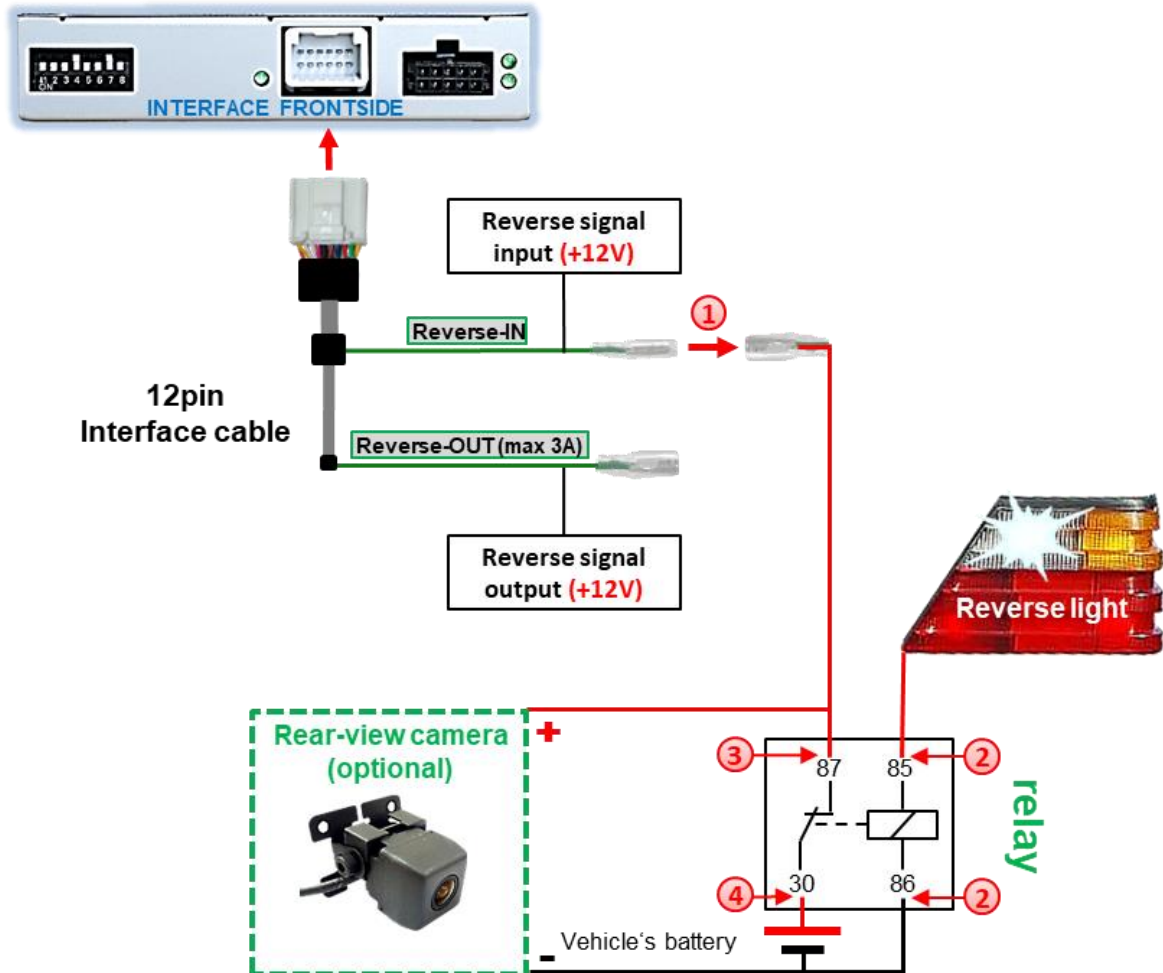 1 2 3 4 5 6 7 8
ON
INTERFACE FRONTSIDE
Reverse signal
input (+12V)
Reverse-IN
1
12pin
Interface cable
Reverse-OUT (max 3A)
Reverse signal
output (+12V)
Reverse light
Rear-view camera
(optional)
+
3
87
85
2
relay
4
30
86
2
Vehicle‘s battery
-